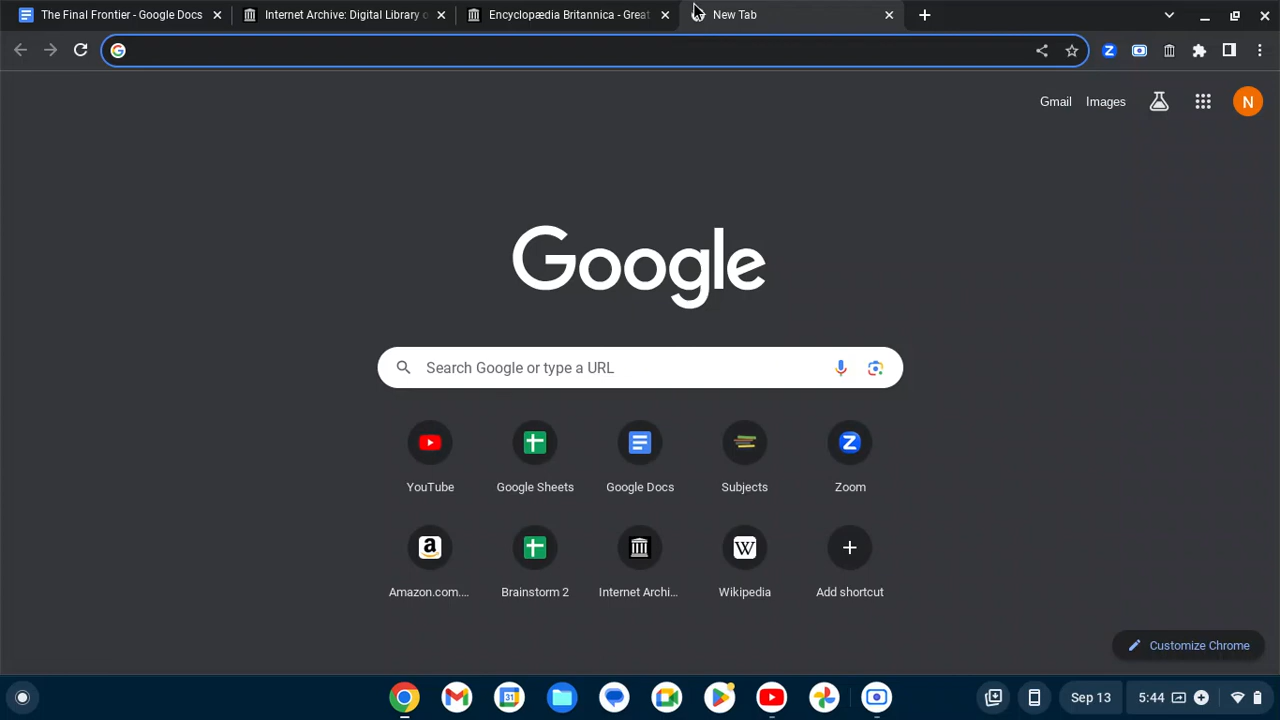 The Final Frontier - Google Docs
Internet Archive: Digital Library o
Encyclopædia Britannica - Great
New Tab
Gmail
Images
N
Google
Search Google or type a URL
YouTube
Google Sheets
Google Docs
Subjects
Zoom
Amazon.com....
Brainstorm 2
Internet Archi...
Wikipedia
Add shortcut
Customize Chrome
Sep 13
5:44